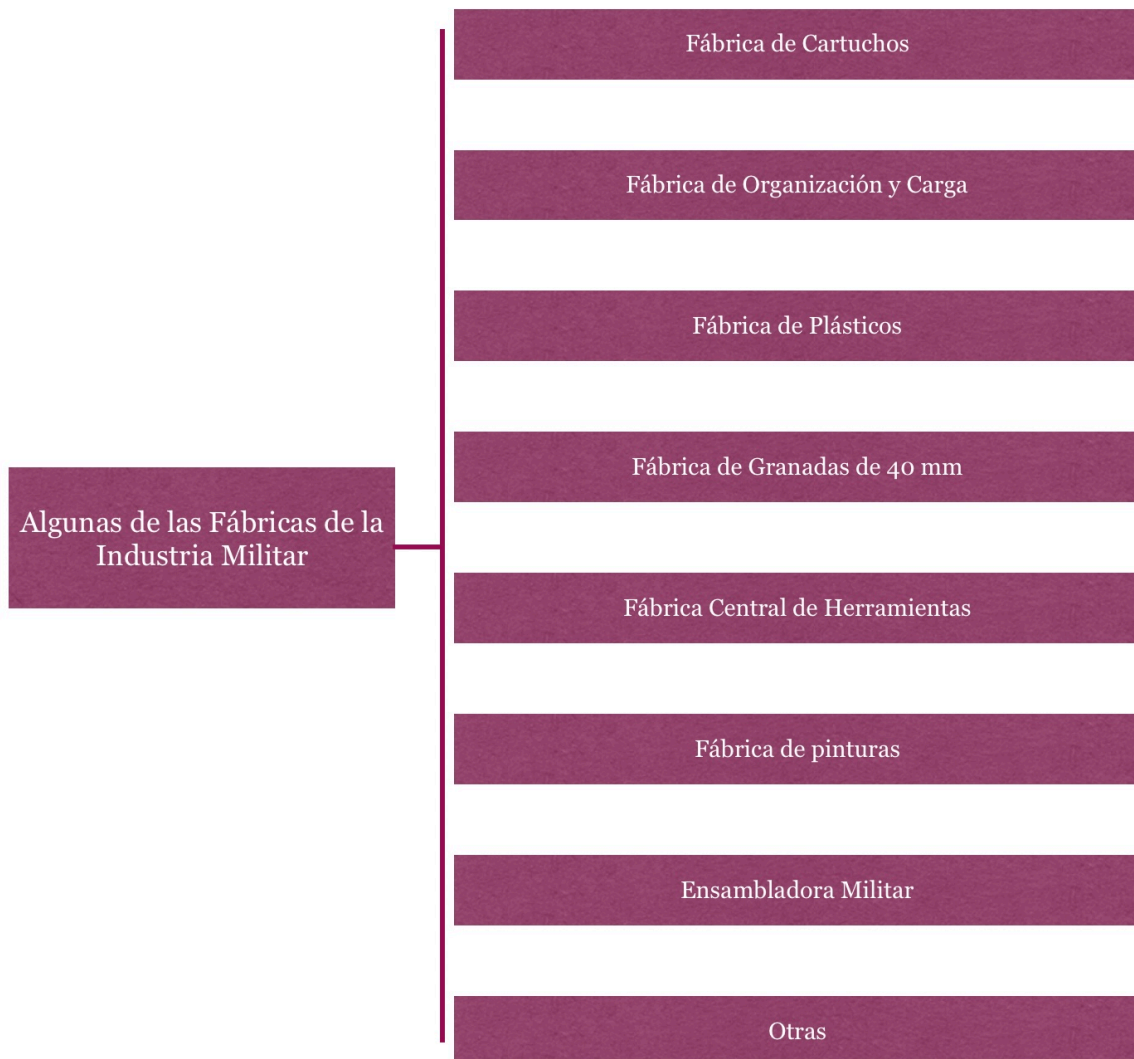 Fábrica de Cartuchos
Fábrica de Organización y Carga
Fábrica de Plásticos
Fábrica de Granadas de 40 mm
Algunas de las Fábricas de la
Industria Militar
Fábrica Central de Herramientas
Fábrica de pinturas
Ensambladora Militar
Otras